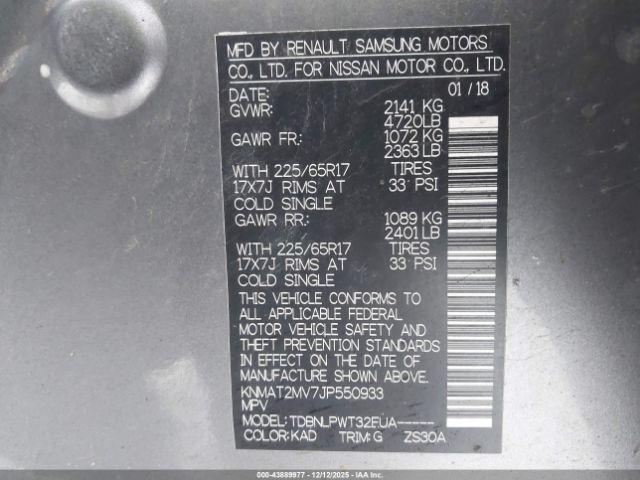 MFD BY RENAULT SAMSUNG MOTORS
CO., LTD. FOR NISSAN MOTOR CO., LTD.
DATE: 01 / 18
GVWR: 2141 KG
4720LB
GAWR FR.: 1072 KG
2363 LB
WITH 225/65R17 TIRES
17X7J RIMS AT 33 PSI
COLD SINGLE
GAWR RR.: 1089 KG
2401 LB
WITH 225/65R17 TIRES
17X7J RIMS AT 33 PSI
COLD SINGLE
THIS VEHICLE CONFORMS TO
ALL APPLICABLE FEDERAL
MOTOR VEHICLE SAFETY AND
THEFT PREVENTION STANDARDS
IN EFFECT ON THE DATE OF
MANUFACTURE SHOWN ABOVE.
KNMAT2MV7JP550933
MPV
MODEL: TDBNLPWT32EUA-----
COLOR: KAD TRIM: G ZS30A
000-43889977 - 12/12/2025 - IAAI.COM